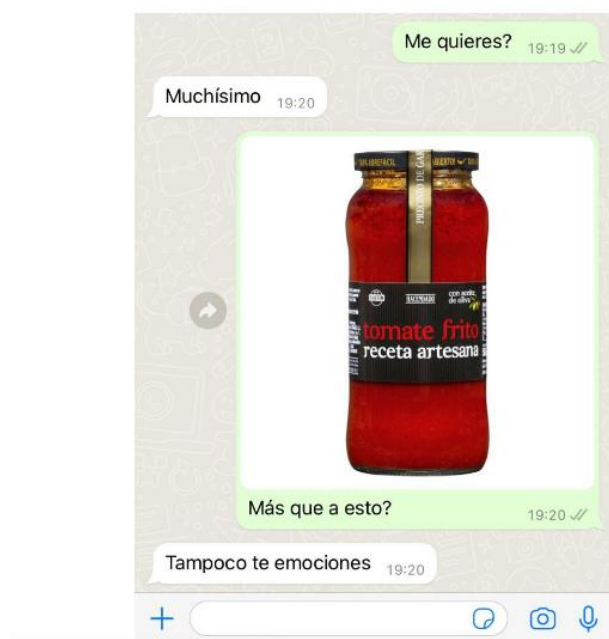 Me quieres? 19:19
Muchísimo 19:20
HACENDADO
con aceite
de oliva
tomate frito
receta artesana
Más que a esto? 19:20
Tampoco te emociones 19:20